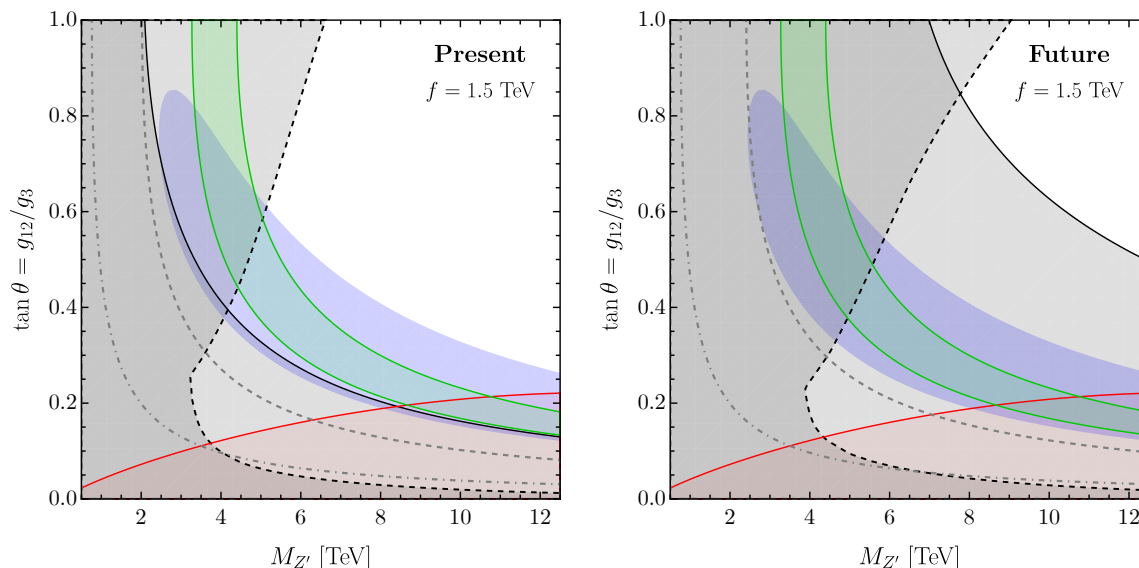 Present
f = 1.5 TeV
tan θ = g₁₂/g₃
1.0
0.8
0.6
0.4
0.2
0.0
2 4 6 8 10 12
M_{Z′} [TeV]
Future
f = 1.5 TeV
tan θ = g₁₂/g₃
1.0
0.8
0.6
0.4
0.2
0.0
2 4 6 8 10 12
M_{Z′} [TeV]